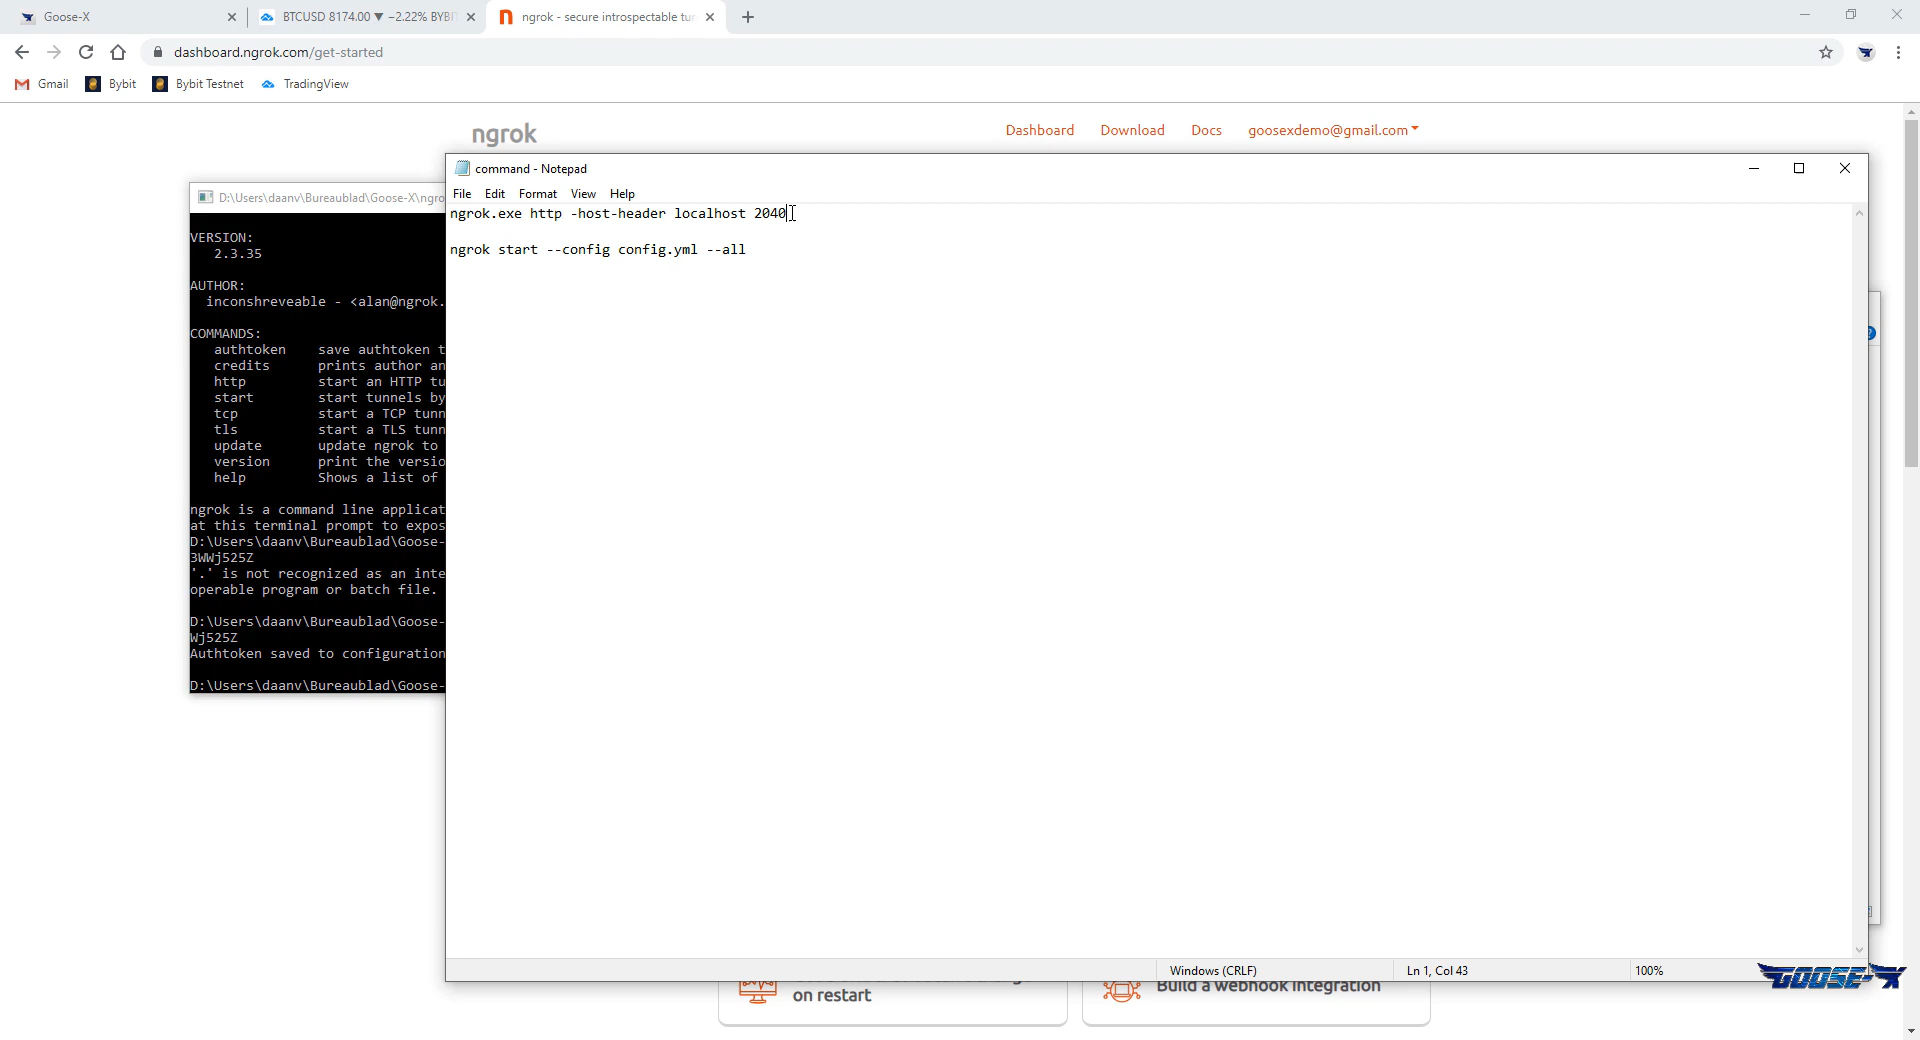 Goose-X
BTCUSD 8174.00 ▼ −2.22% BYBI
ngrok - secure introspectable tu
dashboard.ngrok.com/get-started
Gmail
Bybit
Bybit Testnet
TradingView
ngrok
Dashboard
Download
Docs
goosexdemo@gmail.com
D:\Users\daanv\Bureaublad\Goose-X\ngro
VERSION:
2.3.35
AUTHOR:
inconshreveable - <alan@ngrok.
COMMANDS:
authtoken save authtoken t
credits prints author an
http start an HTTP tu
start start tunnels by
tcp start a TCP tunn
tls start a TLS tunn
update update ngrok to
version print the versio
help Shows a list of
ngrok is a command line applicat
at this terminal prompt to expos
D:\Users\daanv\Bureaublad\Goose-
3WWj525Z
'.' is not recognized as an inte
operable program or batch file.
D:\Users\daanv\Bureaublad\Goose-
Wj525Z
Authtoken saved to configuration
D:\Users\daanv\Bureaublad\Goose-
command - Notepad
File Edit Format View Help
ngrok.exe http -host-header localhost 2040
ngrok start --config config.yml --all
Windows (CRLF)
Ln 1, Col 43
100%
GOOSE-X
on restart
Build a webhook integration